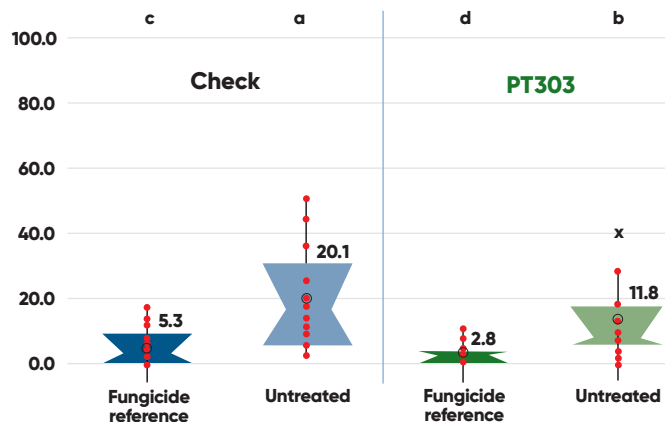 c a d b
100.0
Check PT303
80.0
60.0
40.0
x
20.1
20.0
11.8
5.3
2.8
0.0
Fungicide reference
Untreated
Fungicide reference
Untreated